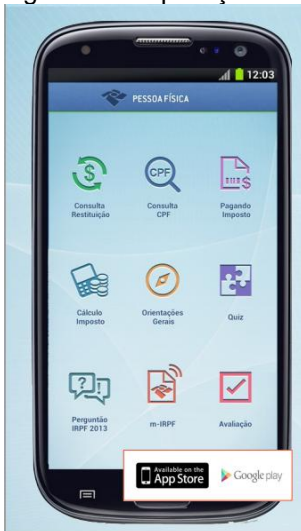 12:03
PESSOA FÍSICA
$
CPF
$
Consulta
Restituição
Consulta
CPF
Pagando
Imposto
Cálculo
Imposto
Orientações
Gerais
Quiz
?
!
Perguntão
IRPF 2013
m-IRPF
Avaliação
Available on the
App Store
Google play